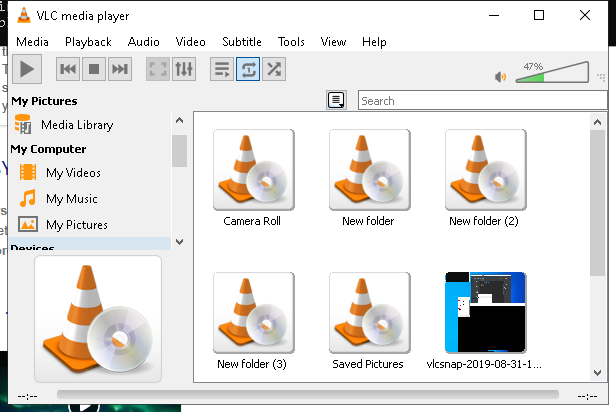 VLC media player
Media Playback Audio Video Subtitle Tools View Help
47%
My Pictures
Search
Media Library
My Computer
My Videos
My Music
My Pictures
Devices
Camera Roll
New folder
New folder (2)
New folder (3)
Saved Pictures
vlcsnap-2019-08-31-1...
--:--
--:--